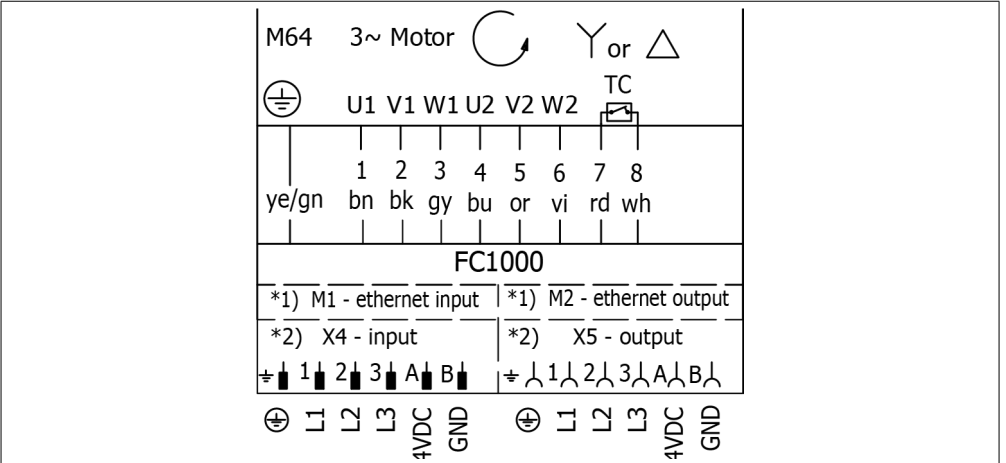 M64 3~ Motor or
TC
U1 V1 W1 U2 V2 W2
1 2 3 4 5 6 7 8
ye/gn bn bk gy bu or vi rd wh
FC1000
*1) M1 - ethernet input *1) M2 - ethernet output
*2) X4 - input *2) X5 - output
1 2 3 A B 1 2 3 A B
L1 L2 L3 4VDC GND L1 L2 L3 4VDC GND